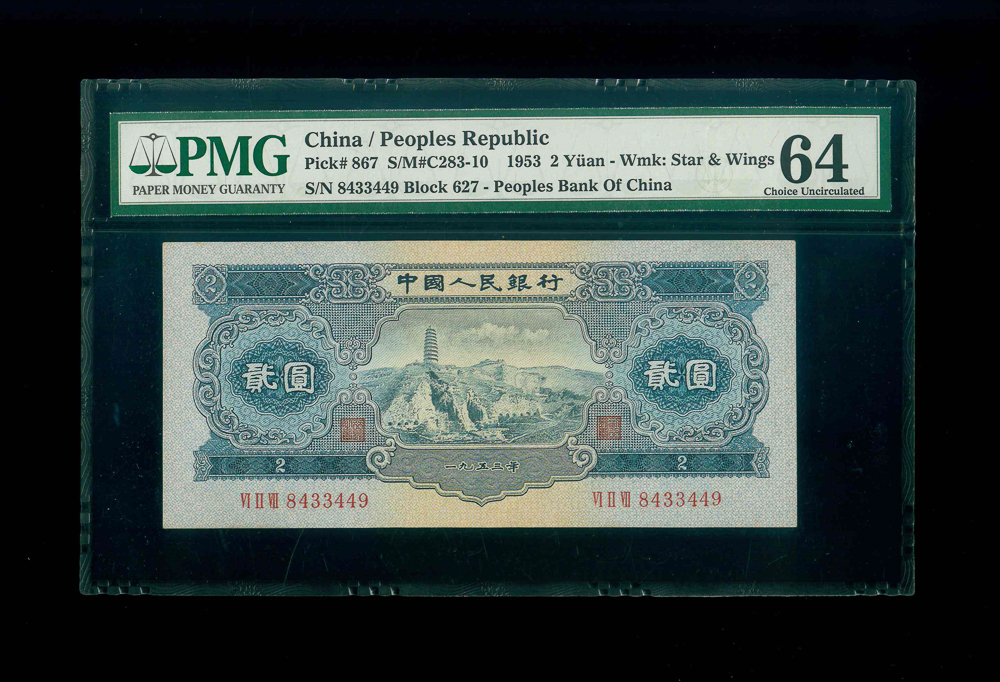 PMG
PAPER MONEY GUARANTY
China / Peoples Republic
Pick# 867 S/M#C283-10 1953 2 Yüan - Wmk: Star & Wings
S/N 8433449 Block 627 - Peoples Bank Of China
64
Choice Uncirculated
2 中國人民銀行 2
貳圓 貳圓
2 一九五三年 2
VI II VII 8433449 VI II VII 8433449